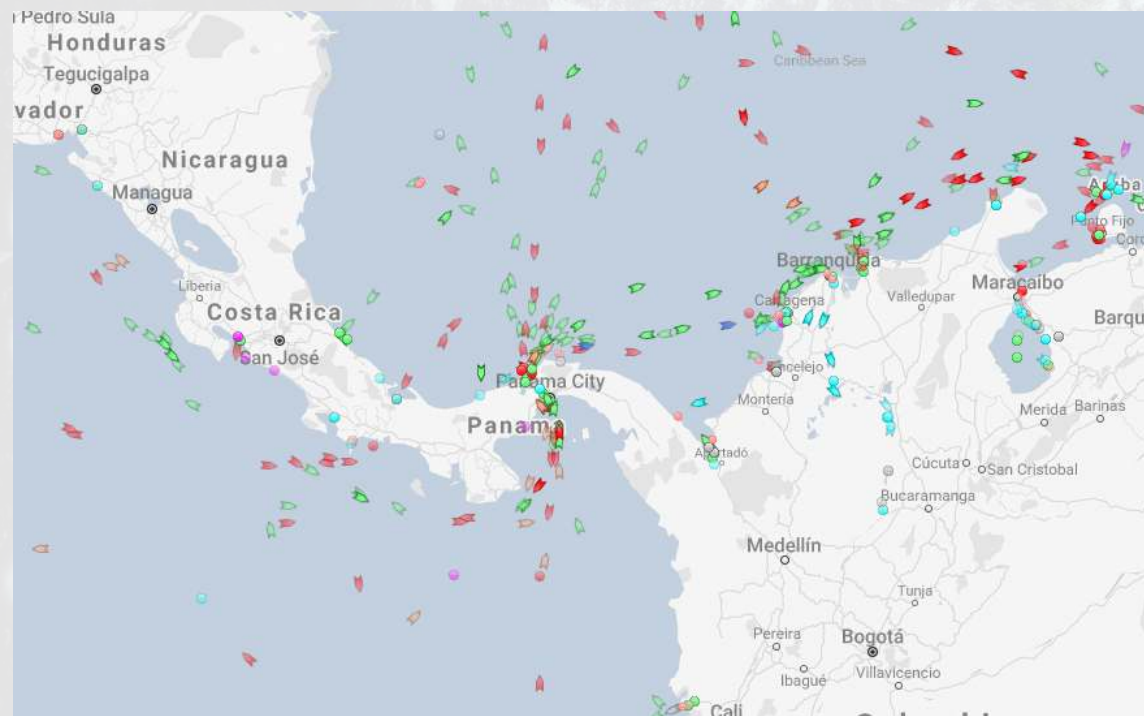 Pedro Sula
Honduras
Tegucigalpa
vador
Caribbean Sea
Nicaragua
Managua
Liberia
Costa Rica
San José
Barranquilla
Cartagena
Valledupar
Maracaibo
Aruba
Punto Fijo
Coro
Barqu
Panama City
Panama
Sincelejo
Montería
Apartadó
Merida
Barinas
Cúcuta
San Cristobal
Bucaramanga
Medellín
Tunja
Pereira
Bogotá
Ibagué
Villavicencio
Cali